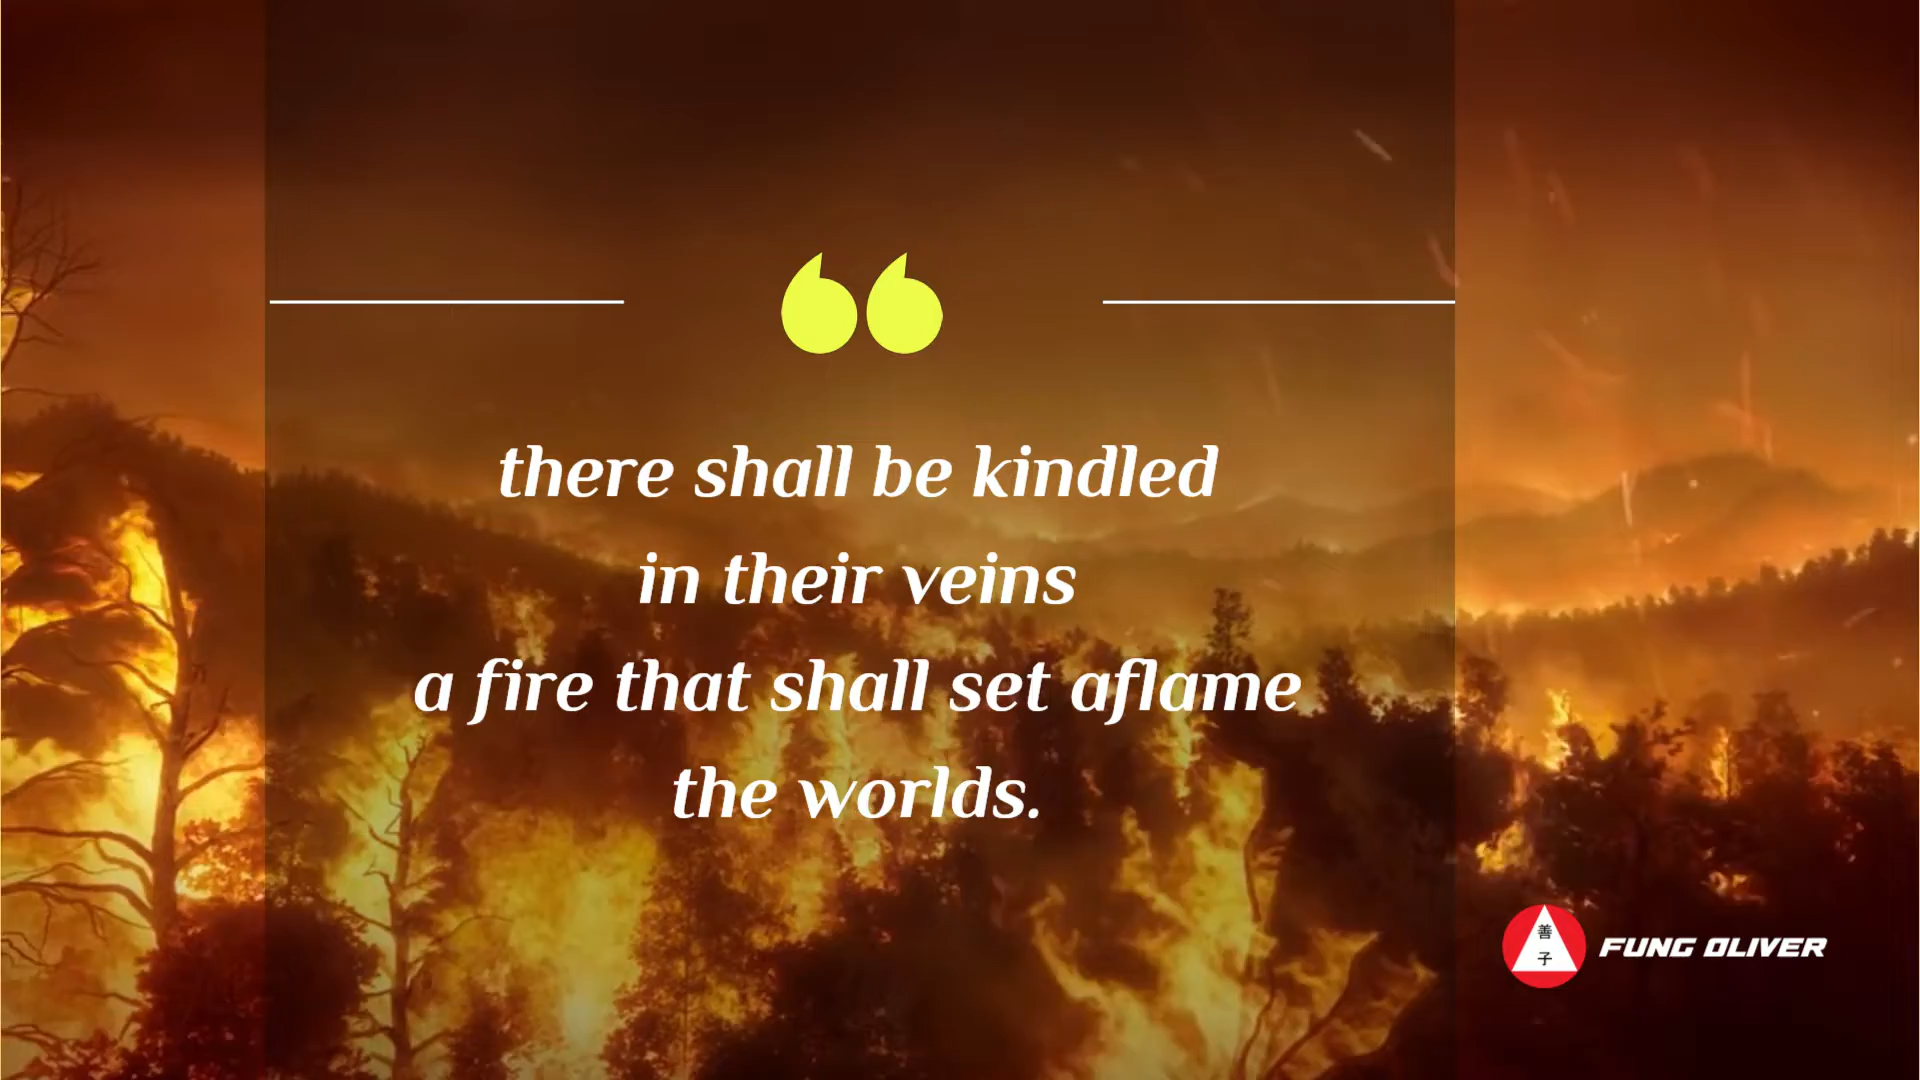 there shall be kindled
in their veins
a fire that shall set aflame
the worlds.
善
子
FUNG OLIVER